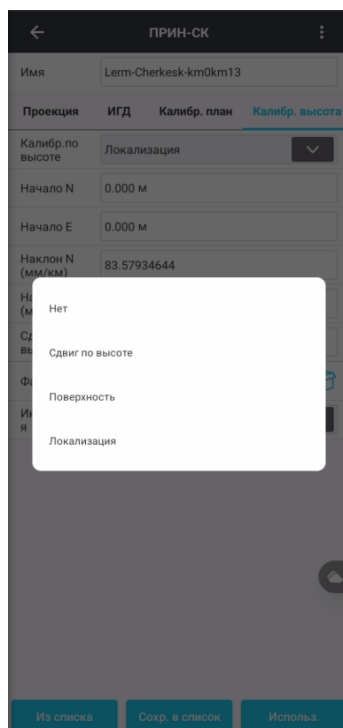 ПРИН-СК
Имя
Lerm-Cherkesk-km0km13
Проекция ИГД Калибр. план Калибр. высота
Калибр.по
высоте
Локализация
Начало N
0.000 м
Начало E
0.000 м
Наклон N
(мм/км)
83.57934644
Нет
Сдвиг по высоте
Поверхность
Локализация
Из списка Сохр. в список Использ.